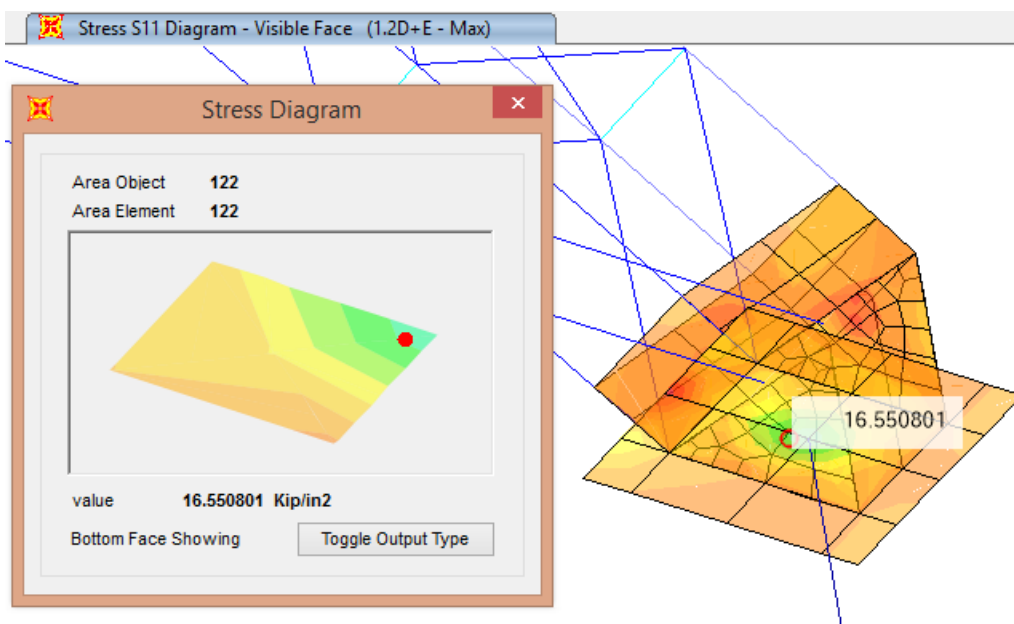 Stress S11 Diagram - Visible Face (1.2D+E - Max)
Stress Diagram
Area Object 122
Area Element 122
value 16.550801 Kip/in2
Bottom Face Showing
Toggle Output Type
16.550801